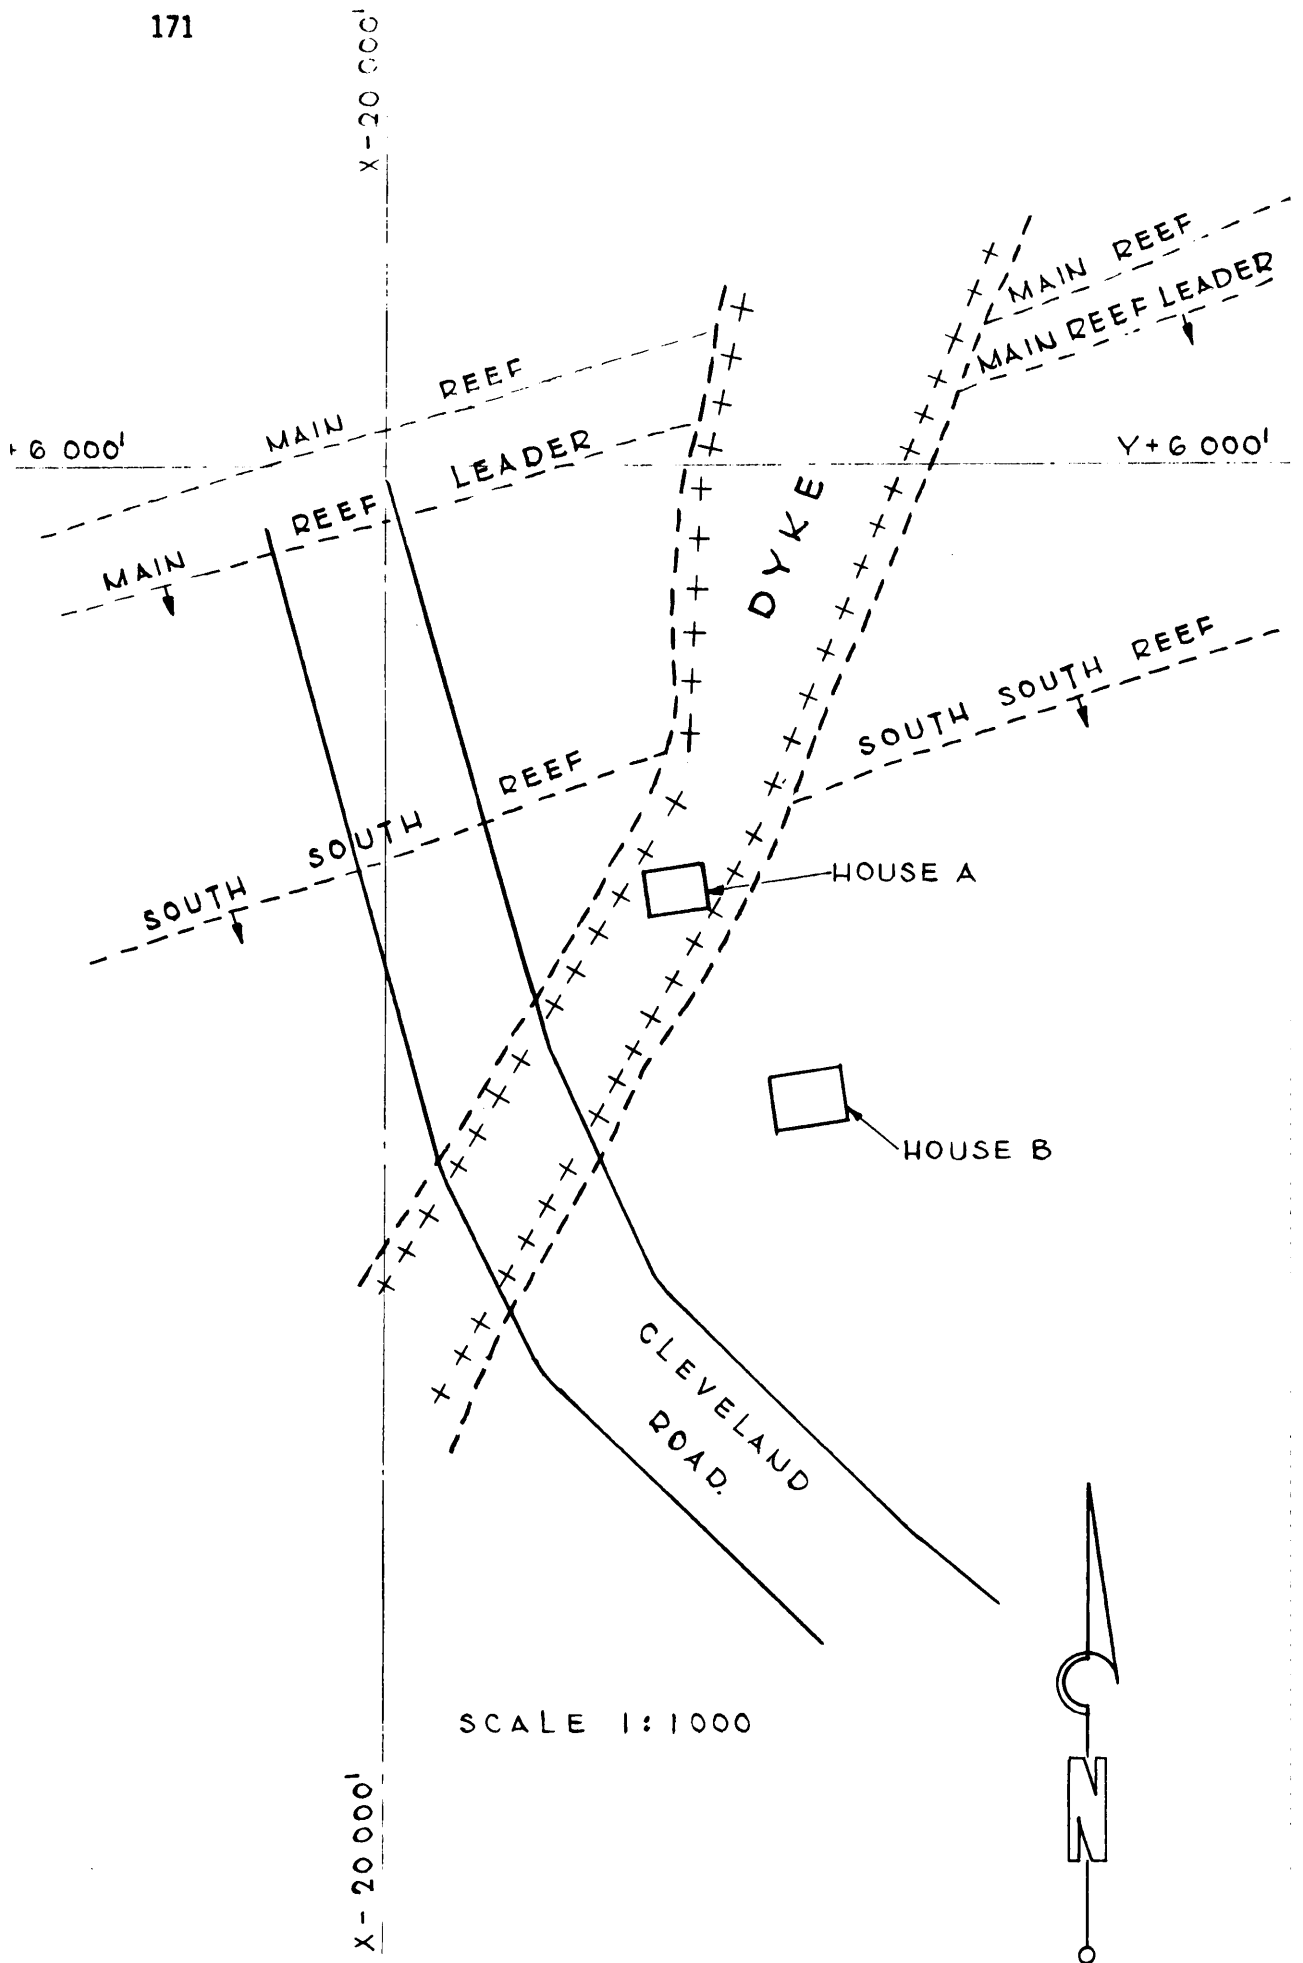 171
X - 20 000'
MAIN REEF
MAIN REEF LEADER
MAIN REEF
+ 6 000'
Y + 6 000'
MAIN REEF LEADER
DYKE
SOUTH SOUTH REEF
SOUTH SOUTH REEF
HOUSE A
HOUSE B
CLEVELAND
ROAD.
SCALE 1:1000
X - 20 000'
N